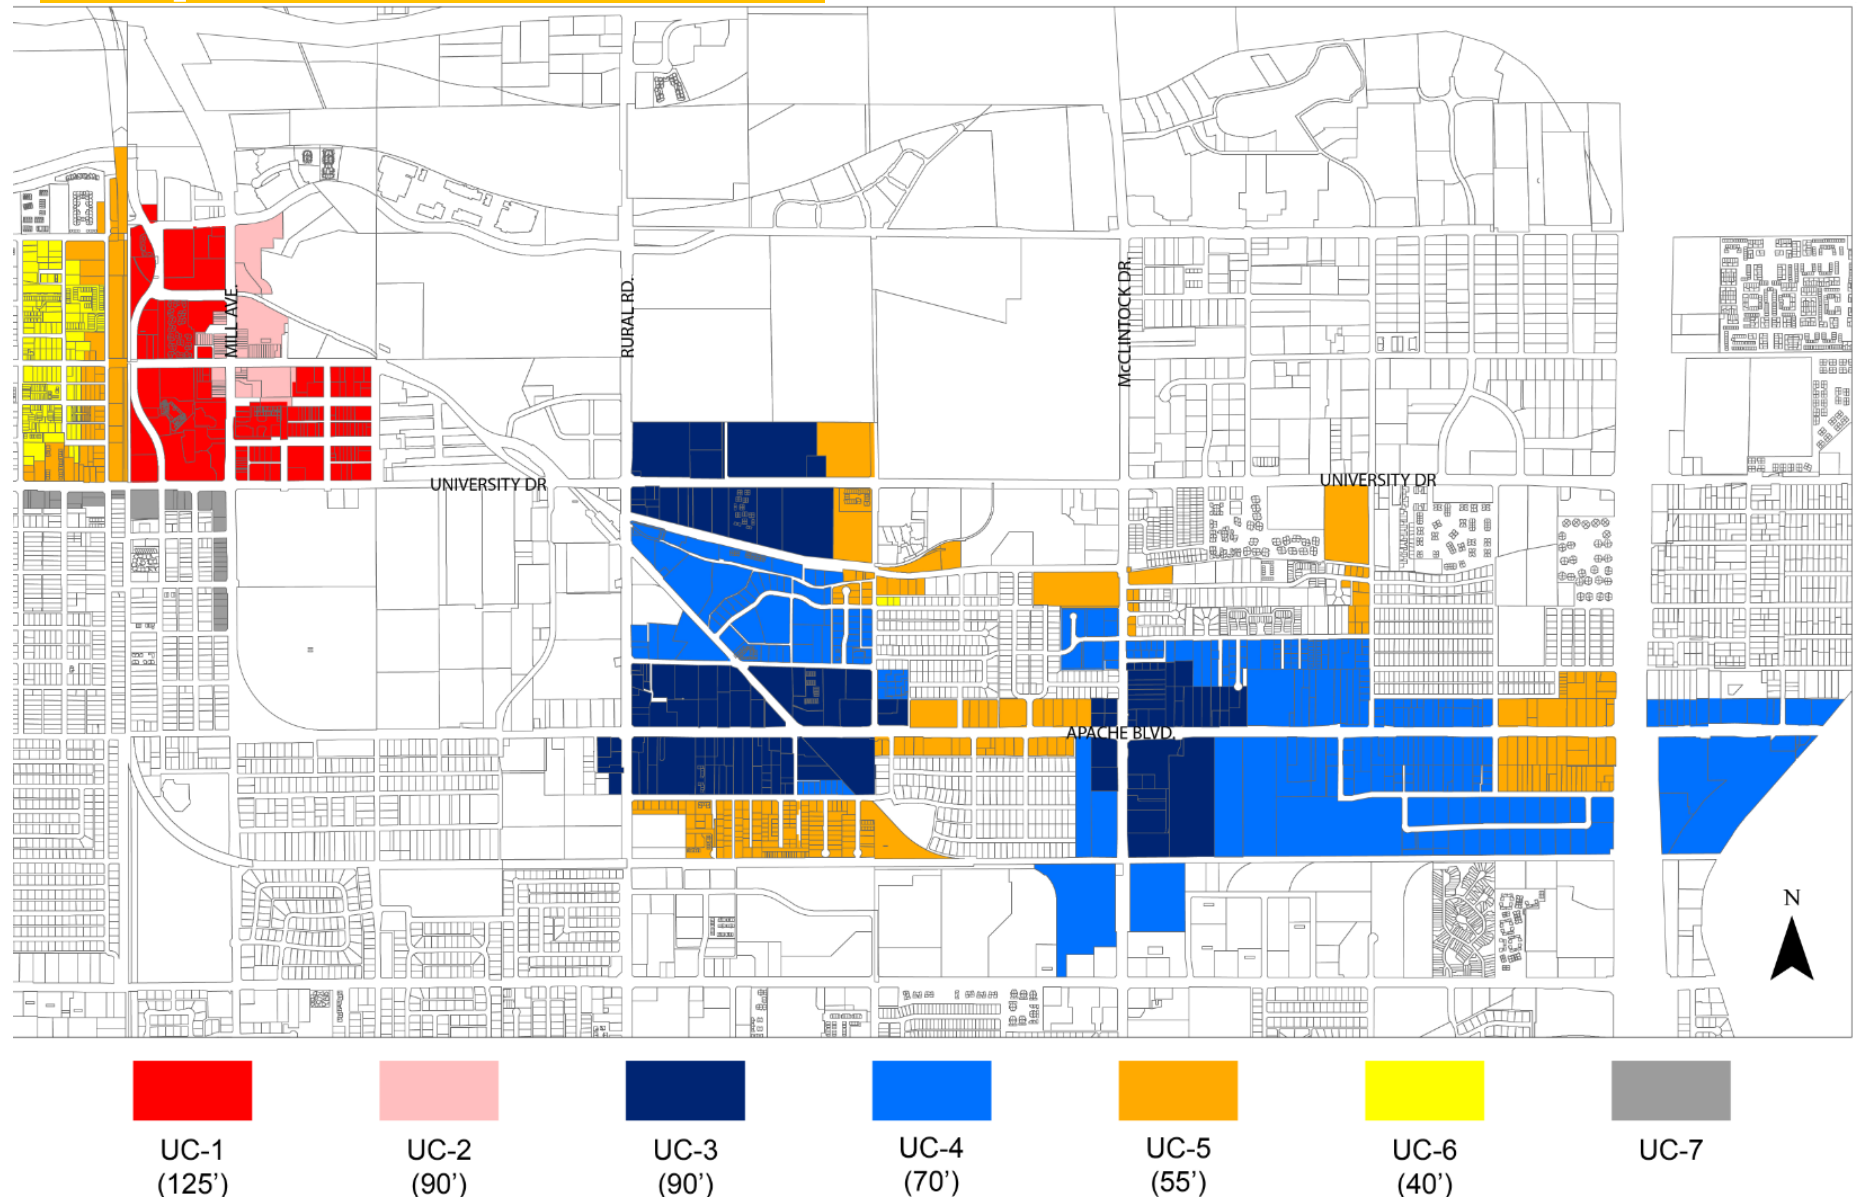 MILL AVE.
RURAL RD.
McCLINTOCK DR.
UNIVERSITY DR
UNIVERSITY DR
APACHE BLVD.
N
UC-1 UC-2 UC-3 UC-4 UC-5 UC-6 UC-7
(125’) (90’) (90’) (70’) (55’) (40’)